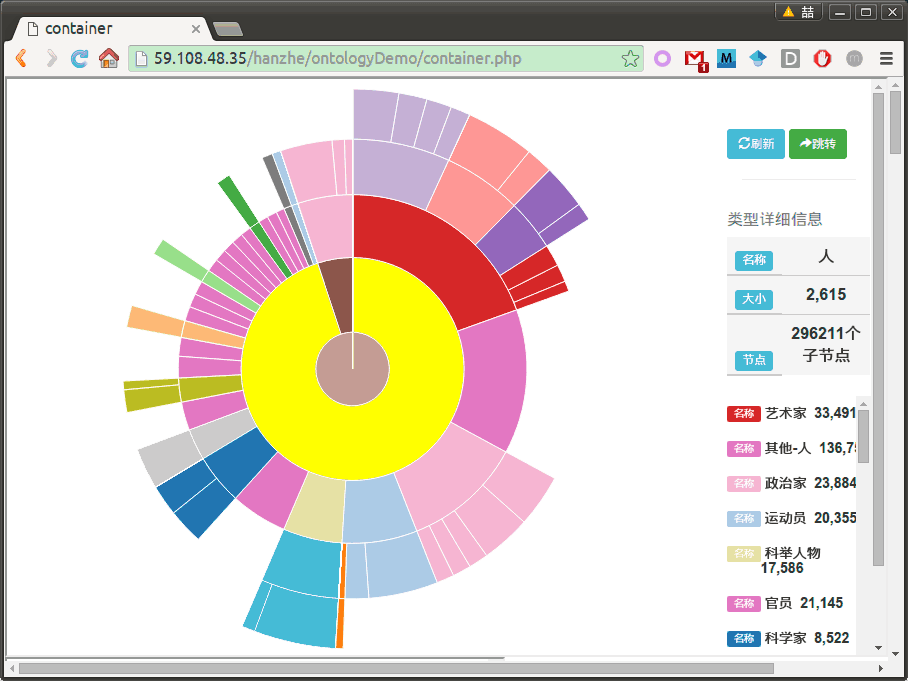 喆
container
59.108.48.35/hanzhe/ontologyDemo/container.php
1
M
D
m
刷新
跳转
类型详细信息
名称 人
大小 2,615
节点 296211个
子节点
名称 艺术家 33,491
名称 其他-人
名称 政治家 23,884
名称 运动员 20,355
名称 科举人物
17,586
名称 官员 21,145
名称 科学家 8,522